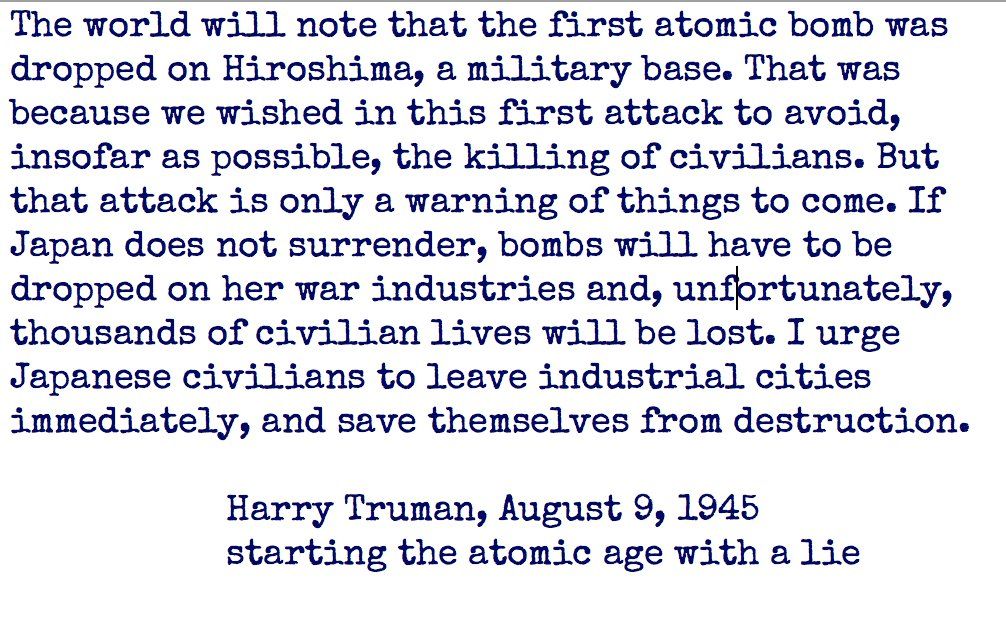 The world will note that the first atomic bomb was
dropped on Hiroshima, a military base. That was
because we wished in this first attack to avoid,
insofar as possible, the killing of civilians. But
that attack is only a warning of things to come. If
Japan does not surrender, bombs will have to be
dropped on her war industries and, unfortunately,
thousands of civilian lives will be lost. I urge
Japanese civilians to leave industrial cities
immediately, and save themselves from destruction.
Harry Truman, August 9, 1945
starting the atomic age with a lie